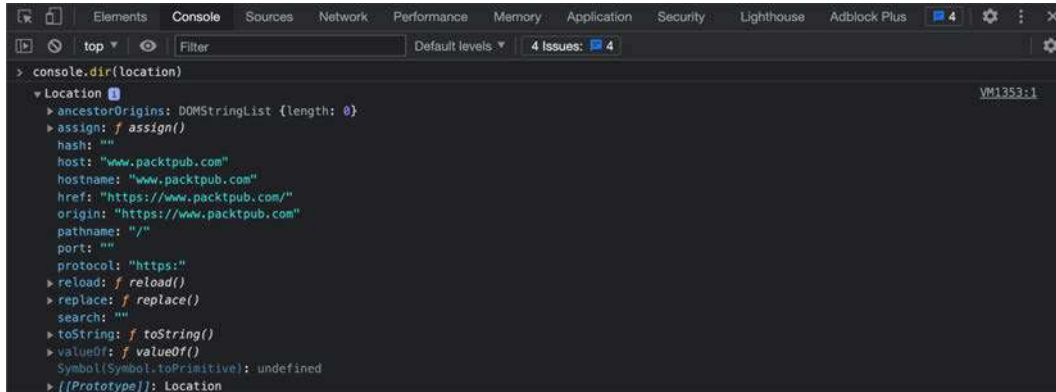 Elements Console Sources Network Performance Memory Application Security Lighthouse Adblock Plus 4
top Filter Default levels 4 Issues: 4
> console.dir(location)
Location i VM1353:1
ancestorOrigins: DOMStringList {length: 0}
assign: ƒ assign()
hash: ""
host: "www.packtpub.com"
hostname: "www.packtpub.com"
href: "https://www.packtpub.com/"
origin: "https://www.packtpub.com"
pathname: "/"
port: ""
protocol: "https:"
reload: ƒ reload()
replace: ƒ replace()
search: ""
toString: ƒ toString()
valueOf: ƒ valueOf()
Symbol(Symbol.toPrimitive): undefined
[[Prototype]]: Location